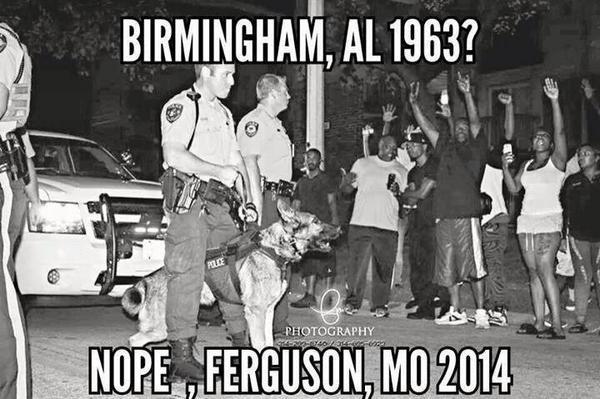 BIRMINGHAM, AL 1963?
POLICE
PHOTOGRAPHY
NOPE , FERGUSON, MO 2014